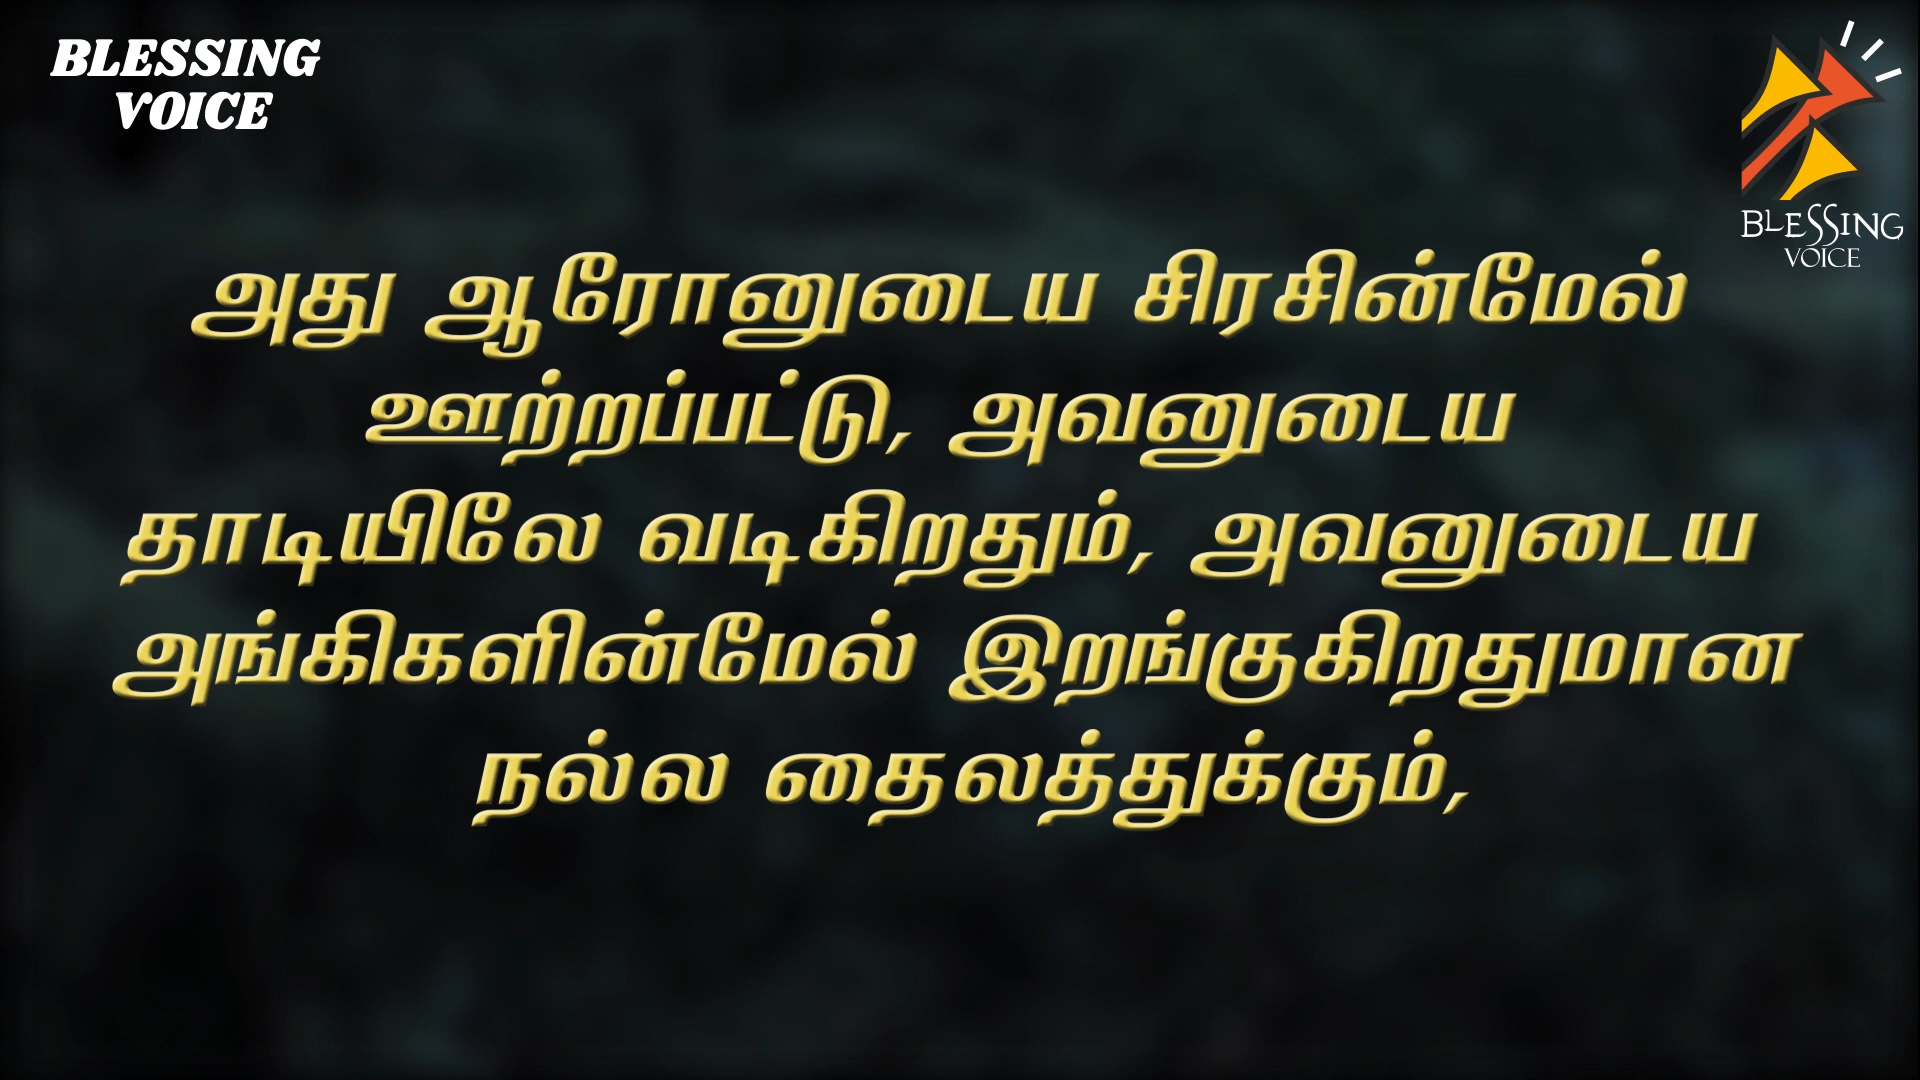 BLESSING
VOICE
BLESSING
VOICE
அது ஆரோனுடைய சிரசின்மேல்
ஊற்றப்பட்டு, அவனுடைய
தாடியிலே வடிகிறதும், அவனுடைய
அங்கிகளின்மேல் இறங்குகிறதுமான
நல்ல தைலத்துக்கும்,